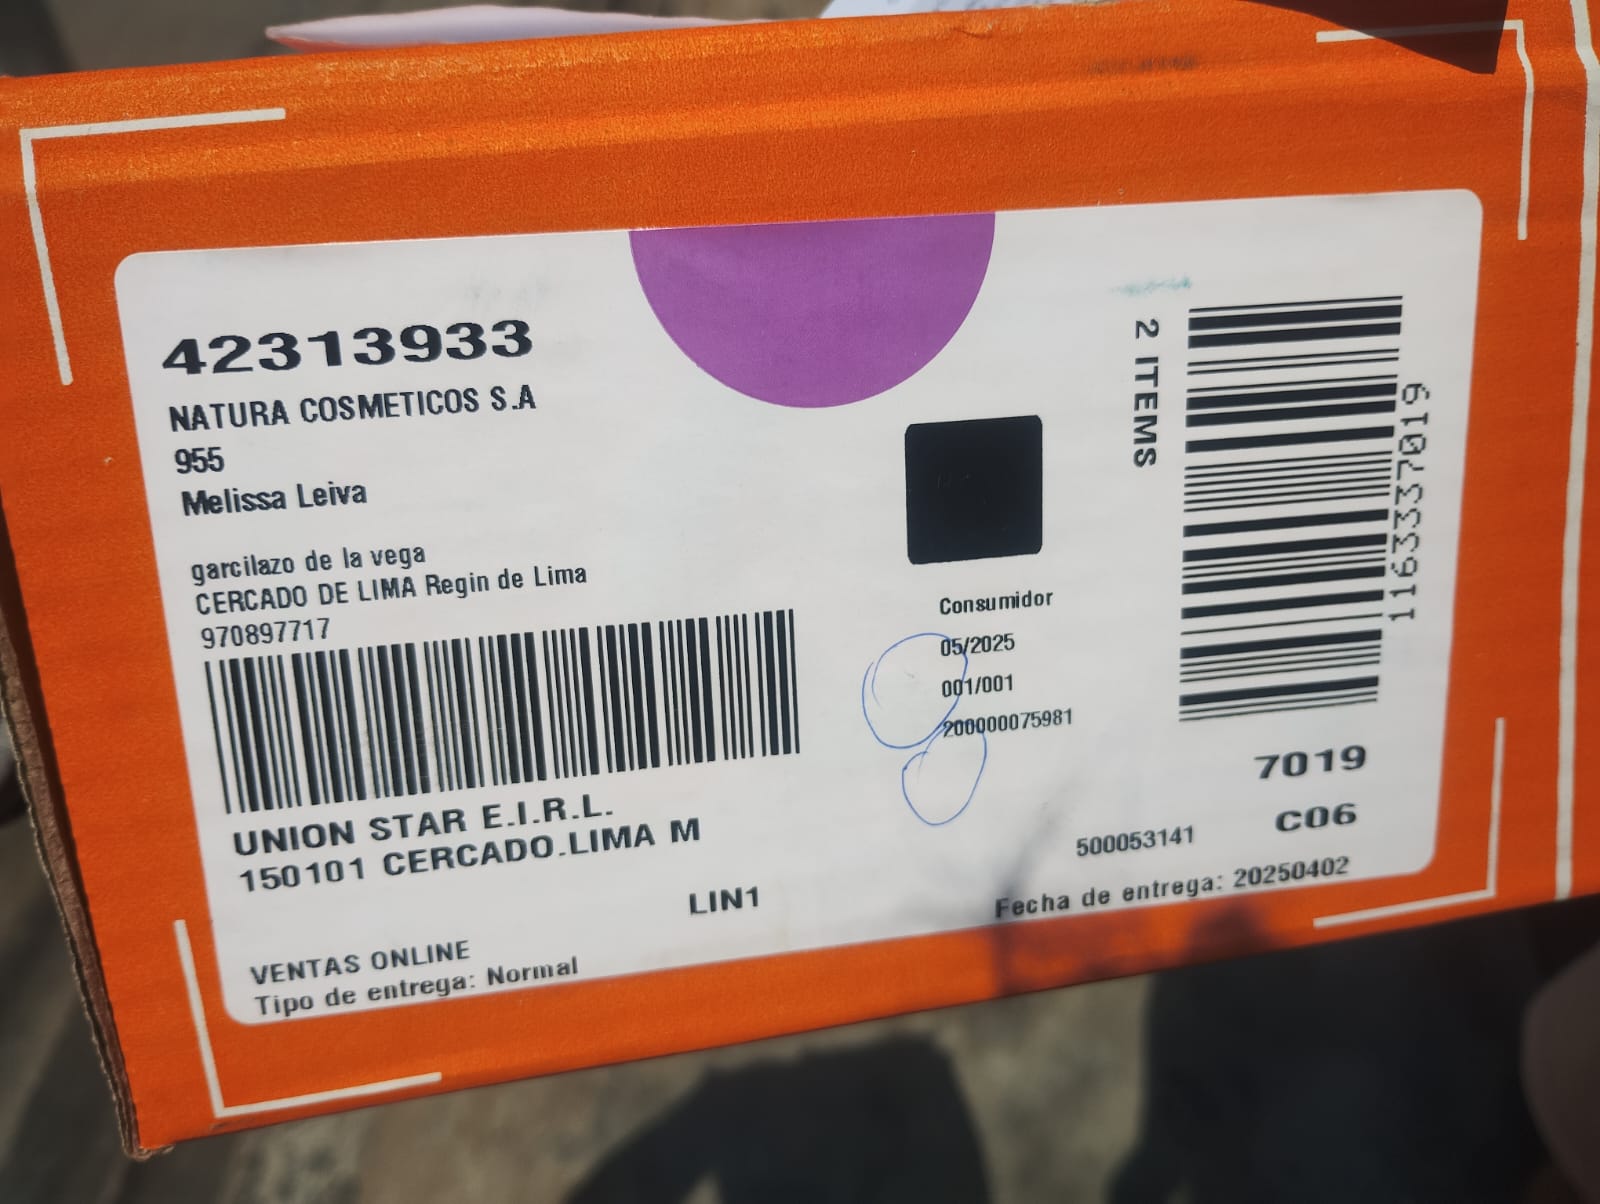 42313933
NATURA COSMETICOS S.A
955
Melissa Leiva
garcilazo de la vega
CERCADO DE LIMA Regin de Lima
970897717
UNION STAR E.I.R.L.
150101 CERCADO.LIMA M
LIN1
VENTAS ONLINE
Tipo de entrega: Normal
Consumidor
05/2025
001/001
200000075981
2 ITEMS
1163337019
7019
C06
500053141
Fecha de entrega: 20250402